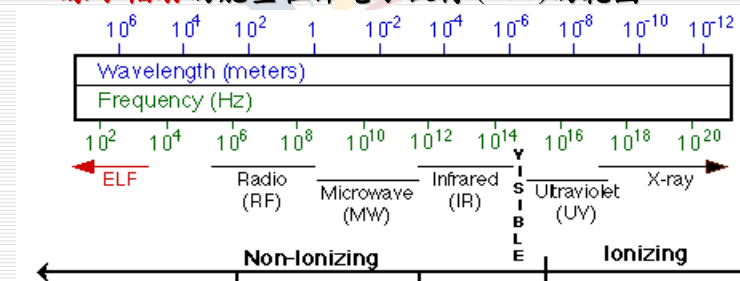 10^6 10^4 10^2 1 10^-2 10^-4 10^-6 10^-8 10^-10 10^-12
Wavelength (meters)
Frequency (Hz)
10^2 10^4 10^6 10^8 10^10 10^12 10^14 10^16 10^18 10^20
ELF Radio (RF) Microwave (MW) Infrared (IR) VISIBLE Ultraviolet (UV) X-ray
Non-Ionizing Ionizing